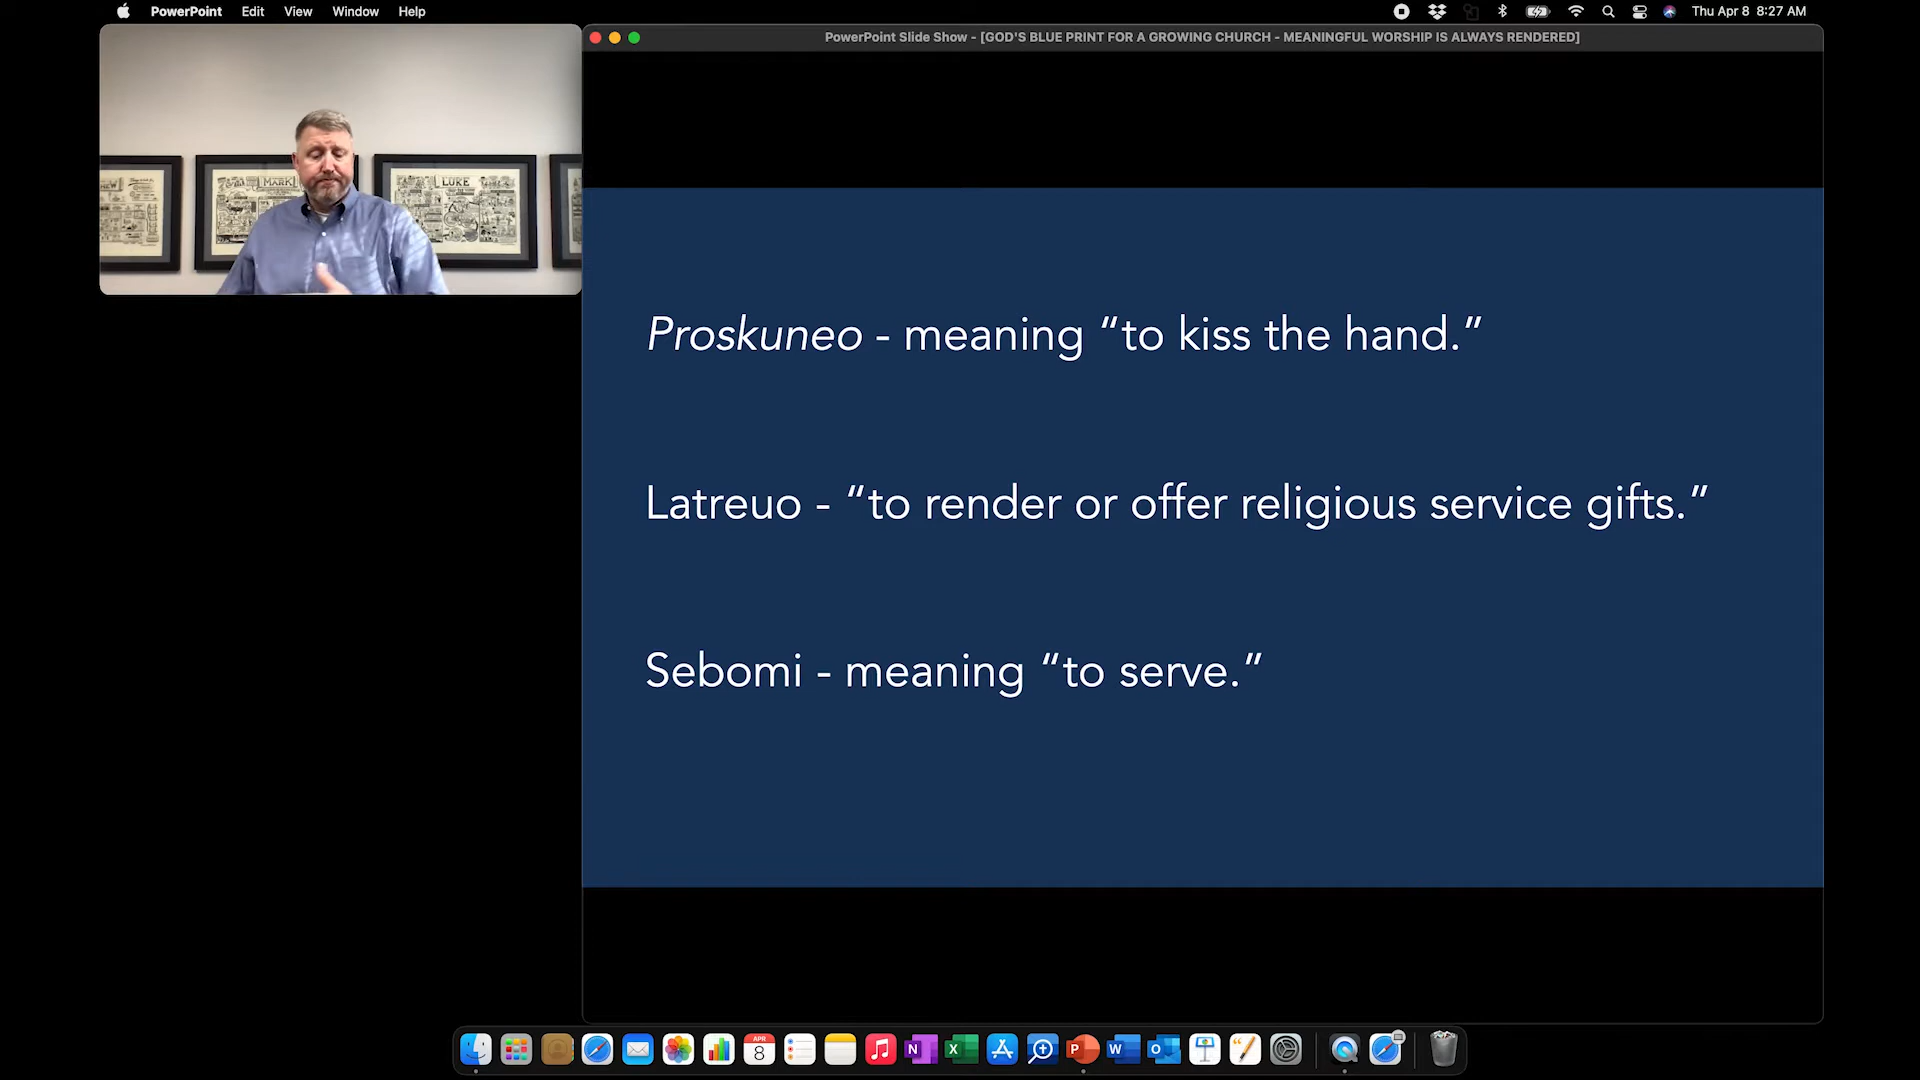 PowerPoint Edit View Window Help
Thu Apr 8 8:27 AM
PowerPoint Slide Show - [GOD'S BLUE PRINT FOR A GROWING CHURCH - MEANINGFUL WORSHIP IS ALWAYS RENDERED]
MARK
LUKE
Proskuneo - meaning “to kiss the hand.”
Latreuo - “to render or offer religious service gifts.”
Sebomi - meaning “to serve.”
APR
8
N
X
P
W
O